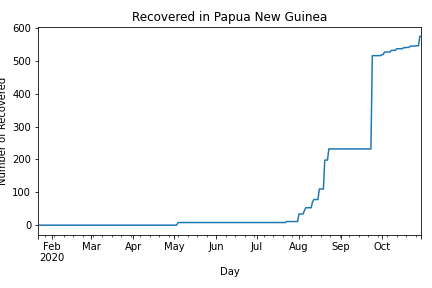 Recovered in Papua New Guinea
600
500
400
300
200
100
0
Number of Recovered
Feb Mar Apr May Jun Jul Aug Sep Oct
2020
Day